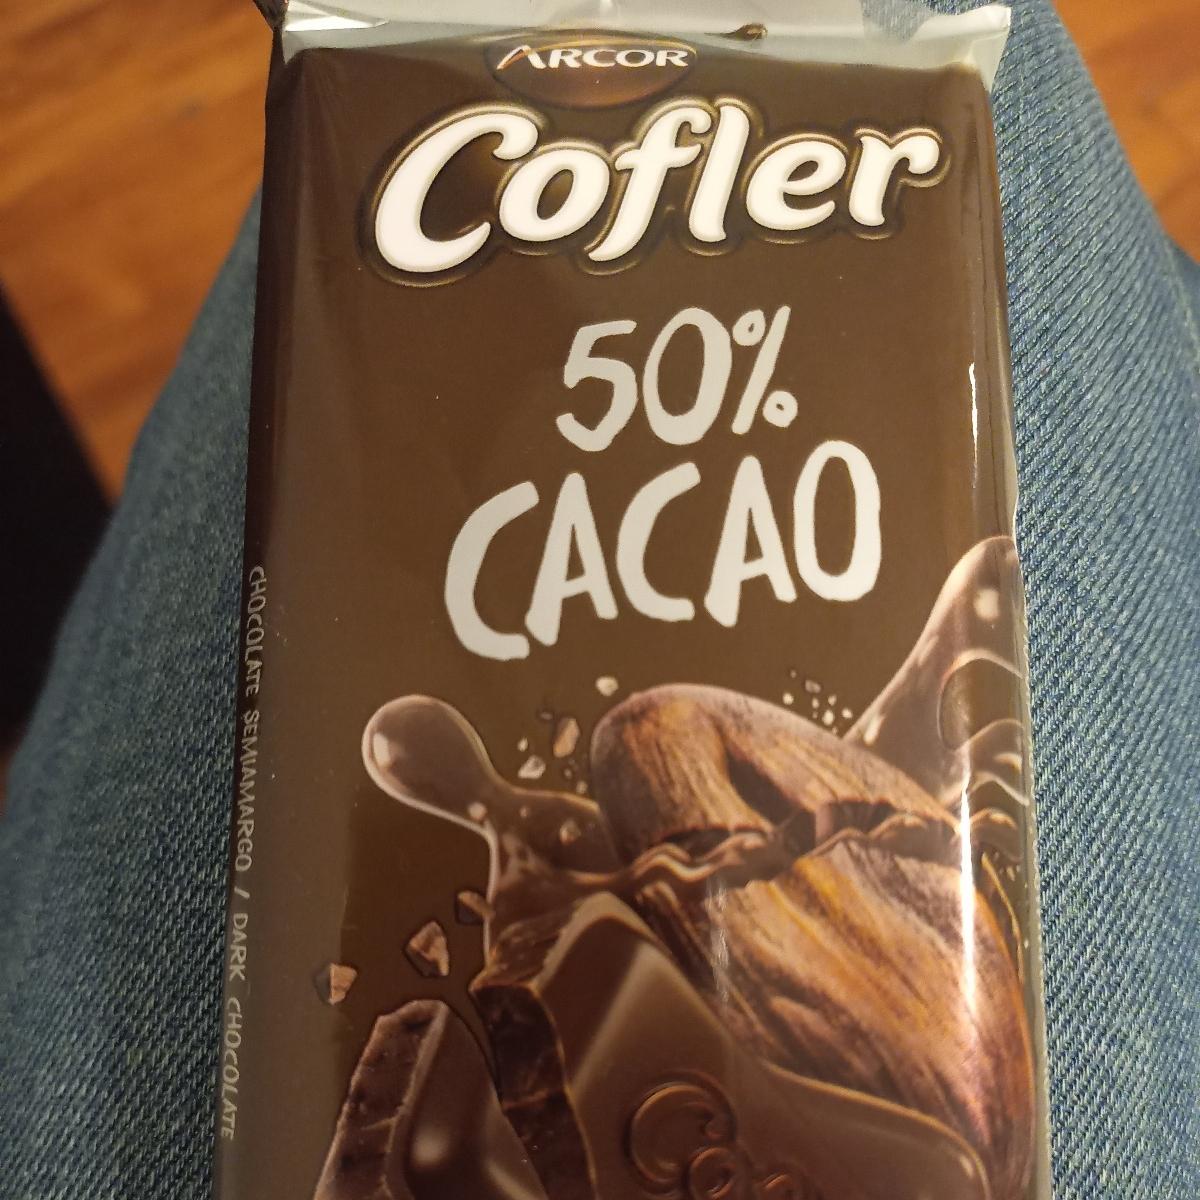 ARCOR
Cofler
50%
CACAO
CHOCOLATE SEMIAMARGO / DARK CHOCOLATE